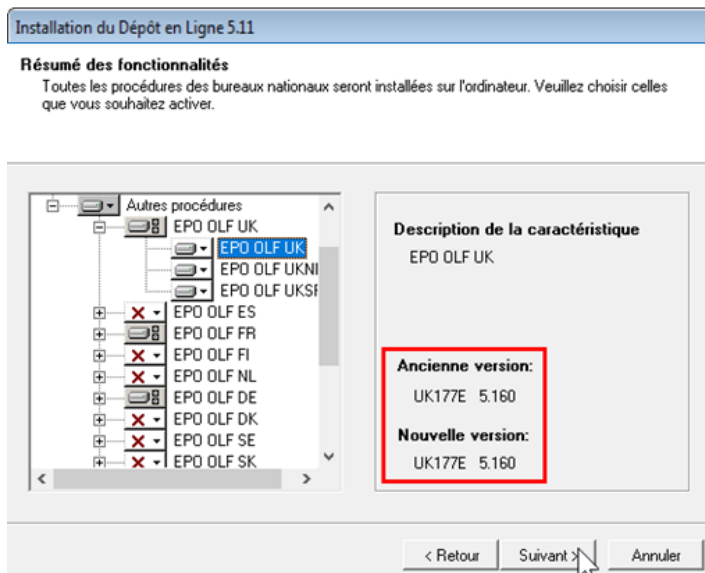 Installation du Dépôt en Ligne 5.11
Résumé des fonctionnalités
Toutes les procédures des bureaux nationaux seront installées sur l'ordinateur. Veuillez choisir celles
que vous souhaitez activer.
Autres procédures
EPO OLF UK
EPO OLF UK
EPO OLF UKNI
EPO OLF UKSF
EPO OLF ES
EPO OLF FR
EPO OLF FI
EPO OLF NL
EPO OLF DE
EPO OLF DK
EPO OLF SE
EPO OLF SK
Description de la caractéristique
EPO OLF UK
Ancienne version:
UK177E 5.160
Nouvelle version:
UK177E 5.160
< Retour
Suivant >
Annuler